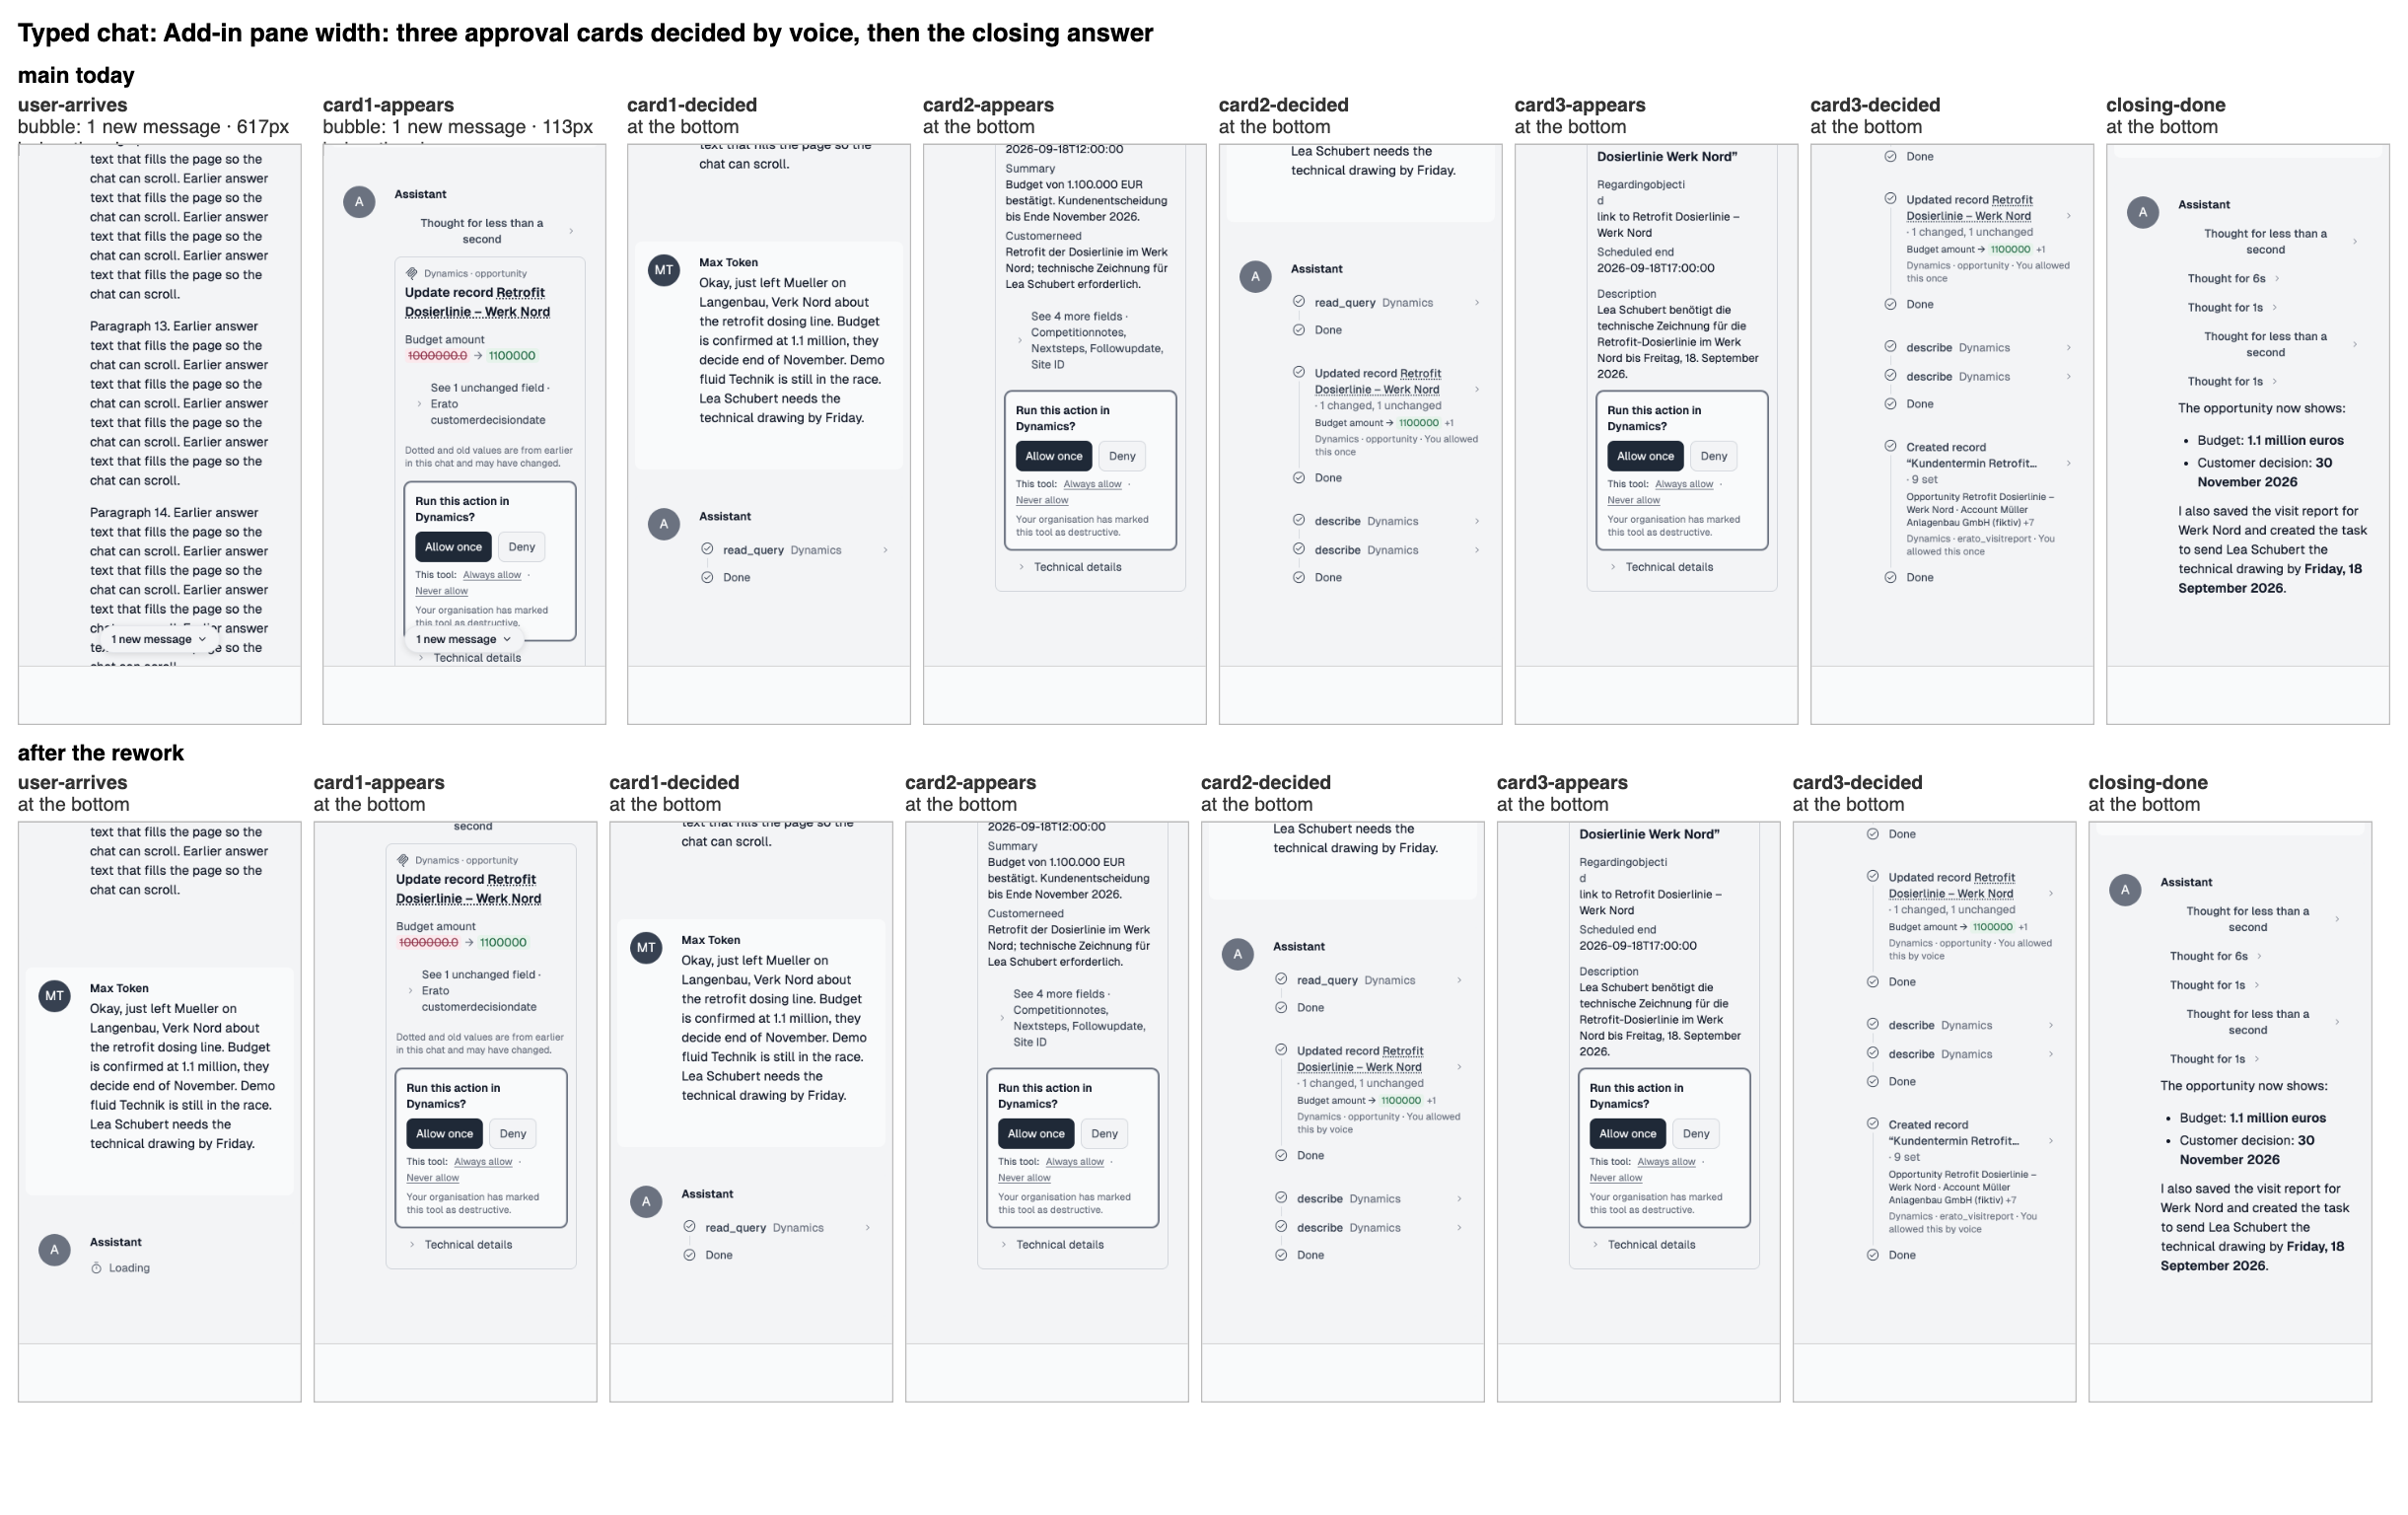 Typed chat: Add-in pane width: three approval cards decided by voice, then the closing answer
main today
user-arrives
bubble: 1 new message · 617px
text that fills the page so the
chat can scroll. Earlier answer
text that fills the page so the
chat can scroll. Earlier answer
text that fills the page so the
chat can scroll. Earlier answer
text that fills the page so the
chat can scroll.
Paragraph 13. Earlier answer
text that fills the page so the
chat can scroll. Earlier answer
text that fills the page so the
chat can scroll. Earlier answer
text that fills the page so the
chat can scroll. Earlier answer
text that fills the page so the
chat can scroll.
Paragraph 14. Earlier answer
text that fills the page so the
chat can scroll. Earlier answer
text that fills the page so the
chat can scroll. Earlier answer
text that fills the page so the
answer
1 new message
so the
chat can scroll.
card1-appears
bubble: 1 new message · 113px
A
Assistant
Thought for less than a
second
Dynamics · opportunity
Update record Retrofit
Dosierlinie – Werk Nord
Budget amount
1000000.0 → 1100000
See 1 unchanged field ·
Erato
customerdecisiondate
Dotted and old values are from earlier
in this chat and may have changed.
Run this action in
Dynamics?
Allow once Deny
This tool: Always allow ·
Never allow
Your organisation has marked
this tool as destructive.
1 new message
Technical details
card1-decided
at the bottom
text that fills the page so the
chat can scroll.
MT
Max Token
Okay, just left Mueller on
Langenbau, Verk Nord about
the retrofit dosing line. Budget
is confirmed at 1.1 million, they
decide end of November. Demo
fluid Technik is still in the race.
Lea Schubert needs the
technical drawing by Friday.
A
Assistant
read_query Dynamics
Done
card2-appears
at the bottom
2026-09-18T12:00:00
Summary
Budget von 1.100.000 EUR
bestätigt. Kundenentscheidung
bis Ende November 2026.
Customerneed
Retrofit der Dosierlinie im Werk
Nord; technische Zeichnung für
Lea Schubert erforderlich.
See 4 more fields ·
Competitionnotes,
Nextsteps, Followupdate,
Site ID
Run this action in
Dynamics?
Allow once Deny
This tool: Always allow ·
Never allow
Your organisation has marked
this tool as destructive.
Technical details
card2-decided
at the bottom
Lea Schubert needs the
technical drawing by Friday.
A
Assistant
read_query Dynamics
Done
Updated record Retrofit
Dosierlinie – Werk Nord
· 1 changed, 1 unchanged
Budget amount → 1100000 +1
Dynamics · opportunity · You allowed
this once
Done
describe Dynamics
describe Dynamics
Done
card3-appears
at the bottom
Dosierlinie Werk Nord”
Regardingobjecti
d
link to Retrofit Dosierlinie –
Werk Nord
Scheduled end
2026-09-18T17:00:00
Description
Lea Schubert benötigt die
technische Zeichnung für die
Retrofit-Dosierlinie im Werk
Nord bis Freitag, 18. September
2026.
Run this action in
Dynamics?
Allow once Deny
This tool: Always allow ·
Never allow
Your organisation has marked
this tool as destructive.
Technical details
card3-decided
at the bottom
Done
Updated record Retrofit
Dosierlinie – Werk Nord
· 1 changed, 1 unchanged
Budget amount → 1100000 +1
Dynamics · opportunity · You allowed
this once
Done
describe Dynamics
describe Dynamics
Done
Created record
“Kundentermin Retrofit…
· 9 set
Opportunity Retrofit Dosierlinie –
Werk Nord · Account Müller
Anlagenbau GmbH (fiktiv) +7
Dynamics · erato_visitreport · You
allowed this once
Done
closing-done
at the bottom
A
Assistant
Thought for less than a
second
Thought for 6s
Thought for 1s
Thought for less than a
second
Thought for 1s
The opportunity now shows:
• Budget: 1.1 million euros
• Customer decision: 30
November 2026
I also saved the visit report for
Werk Nord and created the task
to send Lea Schubert the
technical drawing by Friday, 18
September 2026.
after the rework
user-arrives
at the bottom
text that fills the page so the
chat can scroll. Earlier answer
text that fills the page so the
chat can scroll.
MT
Max Token
Okay, just left Mueller on
Langenbau, Verk Nord about
the retrofit dosing line. Budget
is confirmed at 1.1 million, they
decide end of November. Demo
fluid Technik is still in the race.
Lea Schubert needs the
technical drawing by Friday.
A
Assistant
Loading
card1-appears
at the bottom
second
Dynamics · opportunity
Update record Retrofit
Dosierlinie – Werk Nord
Budget amount
1000000.0 → 1100000
See 1 unchanged field ·
Erato
customerdecisiondate
Dotted and old values are from earlier
in this chat and may have changed.
Run this action in
Dynamics?
Allow once Deny
This tool: Always allow ·
Never allow
Your organisation has marked
this tool as destructive.
Technical details
card1-decided
at the bottom
text that fills the page so the
chat can scroll.
MT
Max Token
Okay, just left Mueller on
Langenbau, Verk Nord about
the retrofit dosing line. Budget
is confirmed at 1.1 million, they
decide end of November. Demo
fluid Technik is still in the race.
Lea Schubert needs the
technical drawing by Friday.
A
Assistant
read_query Dynamics
Done
card2-appears
at the bottom
2026-09-18T12:00:00
Summary
Budget von 1.100.000 EUR
bestätigt. Kundenentscheidung
bis Ende November 2026.
Customerneed
Retrofit der Dosierlinie im Werk
Nord; technische Zeichnung für
Lea Schubert erforderlich.
See 4 more fields ·
Competitionnotes,
Nextsteps, Followupdate,
Site ID
Run this action in
Dynamics?
Allow once Deny
This tool: Always allow ·
Never allow
Your organisation has marked
this tool as destructive.
Technical details
card2-decided
at the bottom
Lea Schubert needs the
technical drawing by Friday.
A
Assistant
read_query Dynamics
Done
Updated record Retrofit
Dosierlinie – Werk Nord
· 1 changed, 1 unchanged
Budget amount → 1100000 +1
Dynamics · opportunity · You allowed
this by voice
Done
describe Dynamics
describe Dynamics
Done
card3-appears
at the bottom
Dosierlinie Werk Nord”
Regardingobjecti
d
link to Retrofit Dosierlinie –
Werk Nord
Scheduled end
2026-09-18T17:00:00
Description
Lea Schubert benötigt die
technische Zeichnung für die
Retrofit-Dosierlinie im Werk
Nord bis Freitag, 18. September
2026.
Run this action in
Dynamics?
Allow once Deny
This tool: Always allow ·
Never allow
Your organisation has marked
this tool as destructive.
Technical details
card3-decided
at the bottom
Done
Updated record Retrofit
Dosierlinie – Werk Nord
· 1 changed, 1 unchanged
Budget amount → 1100000 +1
Dynamics · opportunity · You allowed
this by voice
Done
describe Dynamics
describe Dynamics
Done
Created record
“Kundentermin Retrofit…
· 9 set
Opportunity Retrofit Dosierlinie –
Werk Nord · Account Müller
Anlagenbau GmbH (fiktiv) +7
Dynamics · erato_visitreport · You
allowed this by voice
Done
closing-done
at the bottom
A
Assistant
Thought for less than a
second
Thought for 6s
Thought for 1s
Thought for less than a
second
Thought for 1s
The opportunity now shows:
• Budget: 1.1 million euros
• Customer decision: 30
November 2026
I also saved the visit report for
Werk Nord and created the task
to send Lea Schubert the
technical drawing by Friday, 18
September 2026.